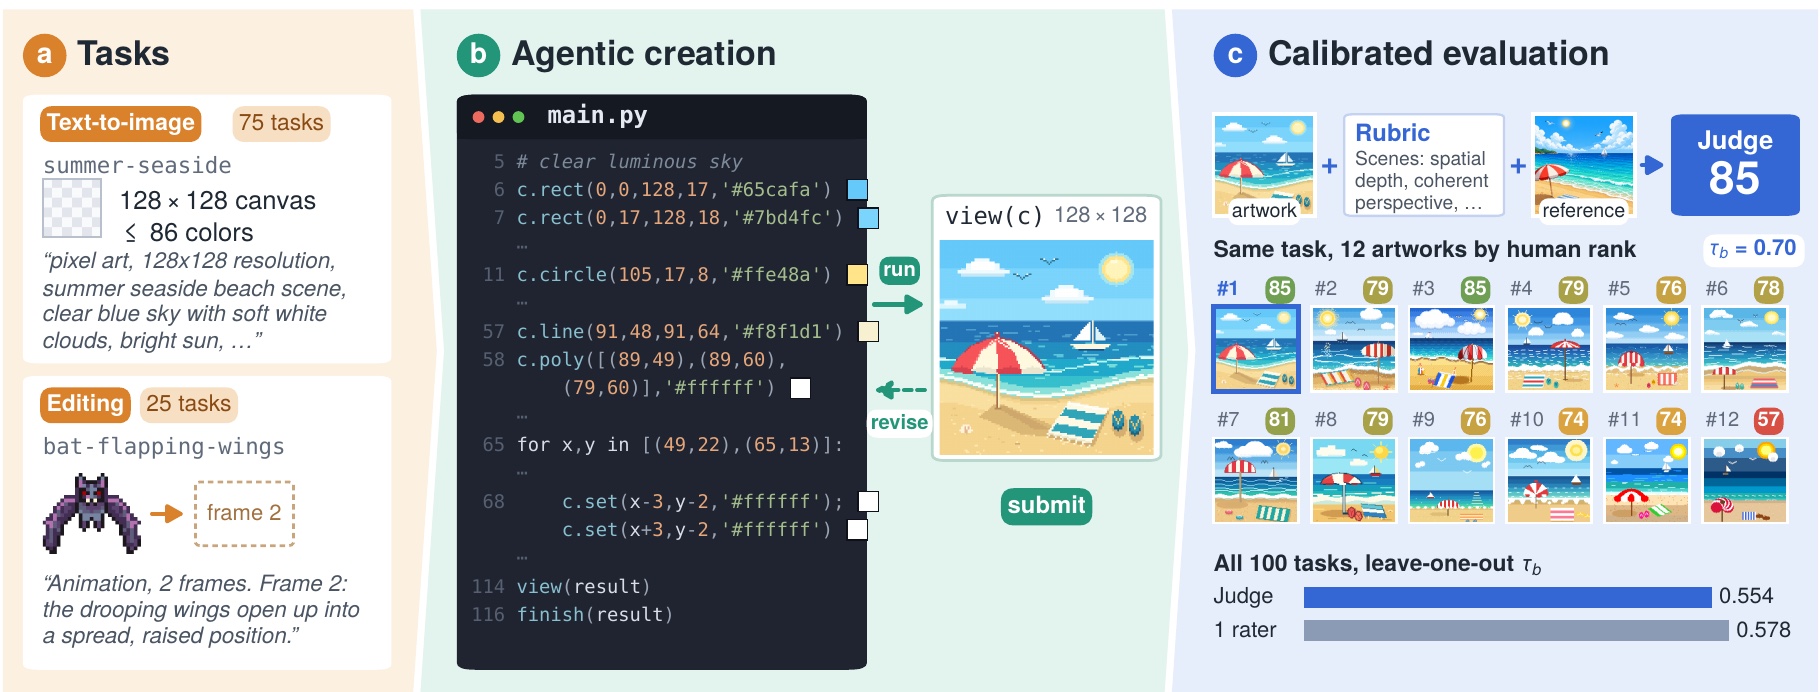 a Tasks
Text-to-image 75 tasks
summer-seaside
128 × 128 canvas
≤ 86 colors
“pixel art, 128x128 resolution,
summer seaside beach scene,
clear blue sky with soft white
clouds, bright sun, …”
Editing 25 tasks
bat-flapping-wings
frame 2
“Animation, 2 frames. Frame 2:
the drooping wings open up into
a spread, raised position.”
b Agentic creation
main.py
5 # clear luminous sky
6 c.rect(0,0,128,17,'#65cafa')
7 c.rect(0,17,128,18,'#7bd4fc')
…
11 c.circle(105,17,8,'#ffe48a')
…
57 c.line(91,48,91,64,'#f8f1d1')
58 c.poly([(89,49),(89,60),
(79,60)],'#ffffff')
…
65 for x,y in [(49,22),(65,13)]:
…
68 c.set(x-3,y-2,'#ffffff');
c.set(x+3,y-2,'#ffffff')
…
114 view(result)
116 finish(result)
run
revise
view(c) 128 × 128
submit
c Calibrated evaluation
artwork
+
Rubric
Scenes: spatial
depth, coherent
perspective, …
+
reference
Judge
85
Same task, 12 artworks by human rank
τb = 0.70
#1 85 #2 79 #3 85 #4 79 #5 76 #6 78
#7 81 #8 79 #9 76 #10 74 #11 74 #12 57
All 100 tasks, leave-one-out τb
Judge 0.554
1 rater 0.578